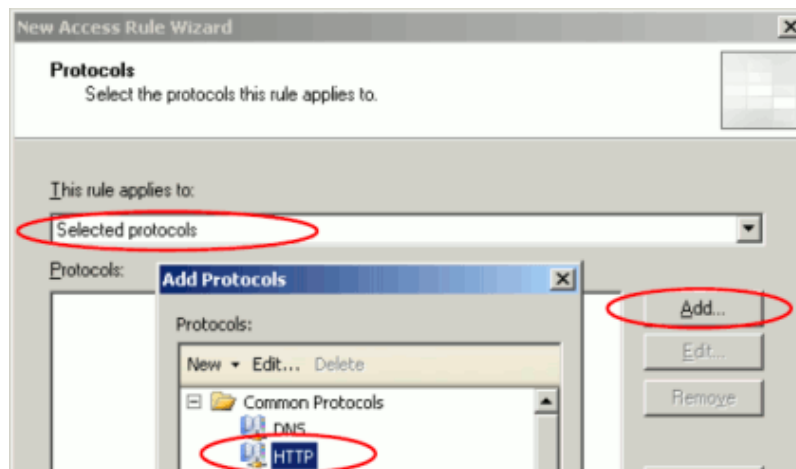 New Access Rule Wizard
Protocols
Select the protocols this rule applies to.
This rule applies to:
Selected protocols
Protocols:
Add Protocols
Add...
Protocols:
Edit...
New Edit... Delete
Remove
Common Protocols
DNS
HTTP